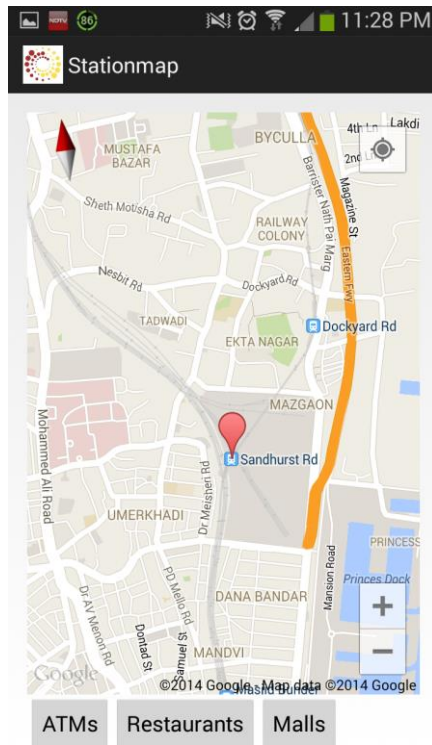 NDTV 86 11:28 PM
Stationmap
4th Ln Lakdi
BYCULLA
MUSTAFA
BAZAR
2nd
Barrister Nath Pai
Marg
Magazine St
Sheth Motisha Rd
RAILWAY
COLONY
Eastern Fwy
Nesbit Rd
Dockyard Rd
TADWADI
Dockyard Rd
EKTA NAGAR
MAZGAON
Mohammed Ali Road
Sandhurst Rd
Dr Meisheri Rd
UMERKHADI
PRINCESS
Mansion Road
Princes Dock
PD Mello Rd
Dr AV Menon Rd
DANA BANDAR
+
Dontad St
Samuel St
MANDVI
−
Google
©2014 Google - Map data ©2014 Google
Masjid Bunder
ATMs Restaurants Malls